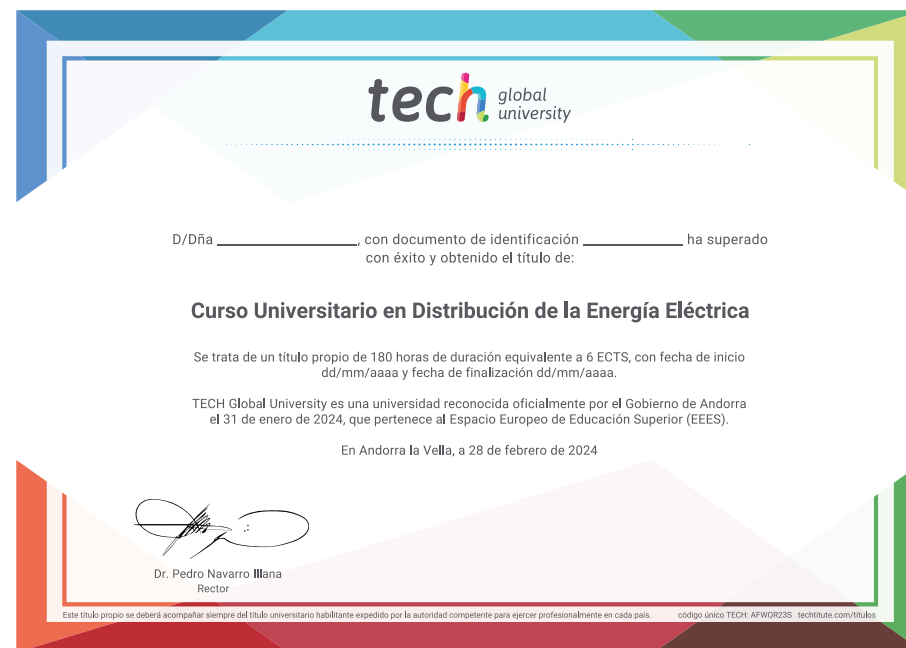 tech global university
D/Dña ____________, con documento de identificación ____________ ha superado
con éxito y obtenido el título de:
Curso Universitario en Distribución de la Energía Eléctrica
Se trata de un título propio de 180 horas de duración equivalente a 6 ECTS, con fecha de inicio
dd/mm/aaaa y fecha de finalización dd/mm/aaaa.
TECH Global University es una universidad reconocida oficialmente por el Gobierno de Andorra
el 31 de enero de 2024, que pertenece al Espacio Europeo de Educación Superior (EEES).
En Andorra la Vella, a 28 de febrero de 2024
Dr. Pedro Navarro Illana
Rector
Este título propio se deberá acompañar siempre del título universitario habilitante expedido por la autoridad competente para ejercer profesionalmente en cada país. código único TECH: AFWOR23S techtitute.com/titulos